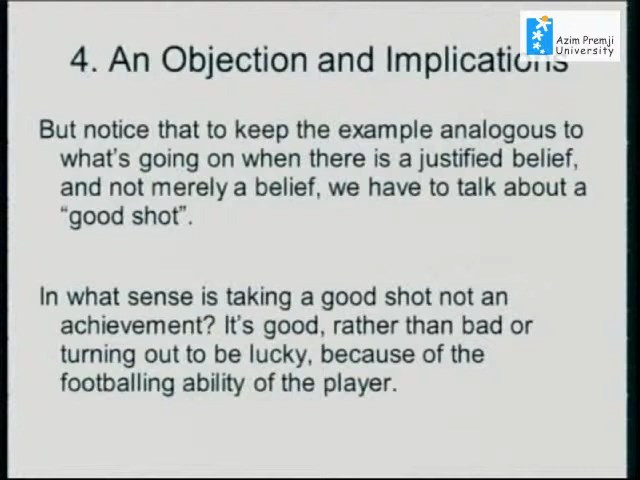 4. An Objection and Implications
Azim Premji
University
But notice that to keep the example analogous to
what's going on when there is a justified belief,
and not merely a belief, we have to talk about a
“good shot”.
In what sense is taking a good shot not an
achievement? It's good, rather than bad or
turning out to be lucky, because of the
footballing ability of the player.